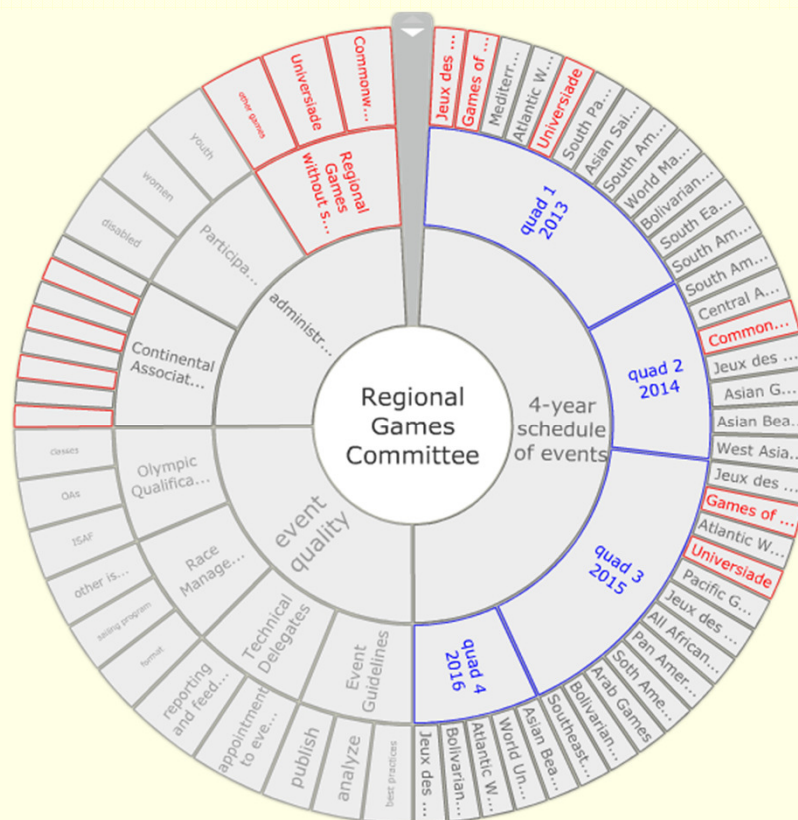 Regional
Games
Committee
4-year
schedule
of events
quad 1
2013
Jeux des ...
Games of ...
Mediterr...
Atlantic W...
Universiade
South Pa...
Asian Sai...
South Am...
World Ma...
Bolivarian...
South Ea...
South Am...
South Am...
Central A...
quad 2
2014
Common...
Jeux des ...
Asian G...
Asian Bea...
West Asia...
quad 3
2015
Jeux des ...
Games of ...
Atlantic W...
Universiade
Pacific G...
Jeux des ...
All African...
Pan Amer...
Soth Ame...
Arab Games
Bolivarian...
Southeast...
quad 4
2016
Asian Bea...
World Un...
Atlantic W...
Bolivarian...
Jeux des ...
event
quality
Event
Guidelines
best practices
analyze
publish
Technical
Delegates
appointment
to eve...
reporting
and feed...
Race
Manage...
format
sailing program
other is...
Olympic
Qualifica...
ISAF
OAs
classes
administr...
Continental
Associat...
Participa...
disabled
women
youth
Regional
Games
without s...
other games
Universiade
Commonw...